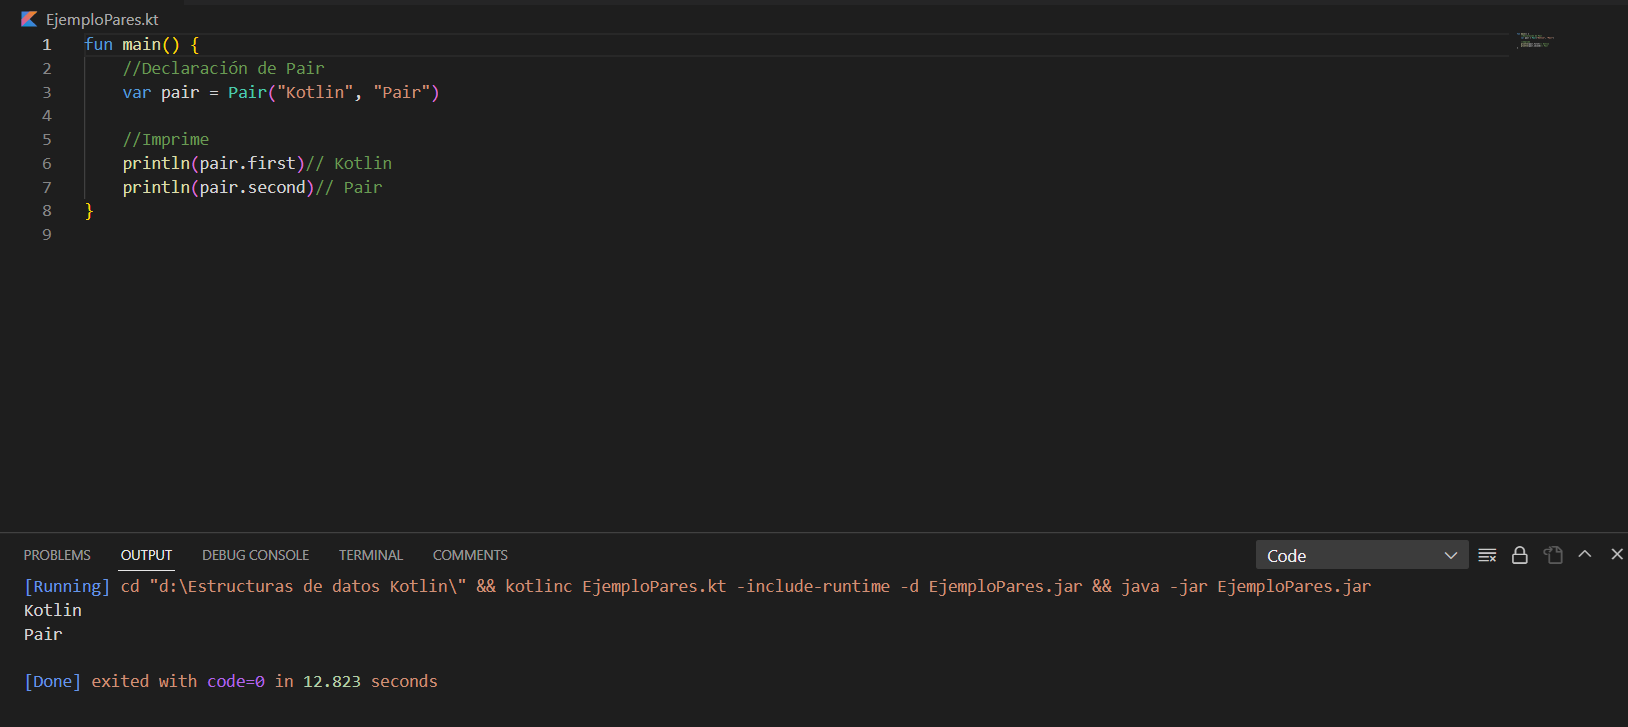 EjemploPares.kt
1 fun main() {
2 //Declaración de Pair
3 var pair = Pair("Kotlin", "Pair")
4
5 //Imprime
6 println(pair.first)// Kotlin
7 println(pair.second)// Pair
8 }
9
PROBLEMS OUTPUT DEBUG CONSOLE TERMINAL COMMENTS Code
[Running] cd "d:\Estructuras de datos Kotlin\" && kotlinc EjemploPares.kt -include-runtime -d EjemploPares.jar && java -jar EjemploPares.jar
Kotlin
Pair
[Done] exited with code=0 in 12.823 seconds